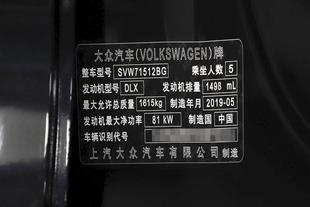 大众汽车(VOLKSWAGEN)牌
整车型号 SVW71512BG 乘坐人数 5
发动机型号 DLX 发动机排量 1498 mL
最大允许总质量 1615kg 制造年月 2019-05
发动机最大净功率 81 kW 制造国 中国
车辆识别代号
上汽大众汽车有限公司 制造